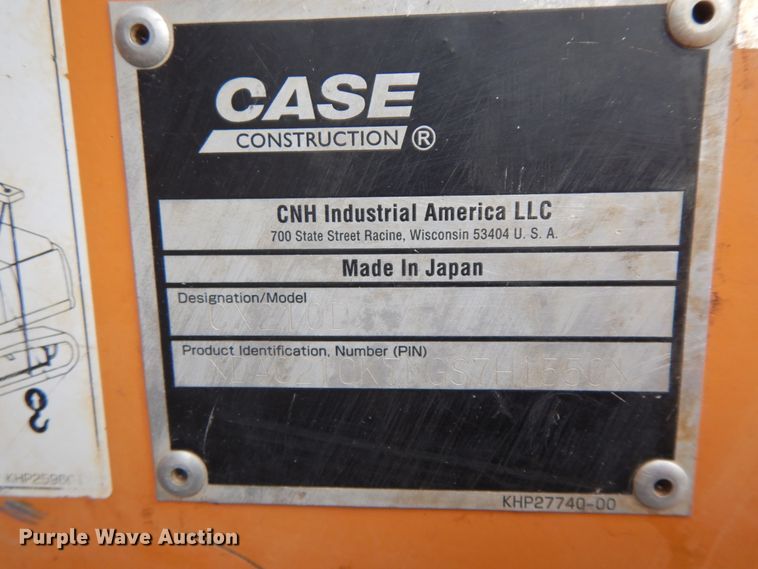 CASE
CONSTRUCTION ®
CNH Industrial America LLC
700 State Street Racine, Wisconsin 53404 U. S. A.
Made In Japan
Designation/Model
CX210D
Product Identification, Number (PIN)
KHP27740-00
Purple Wave Auction